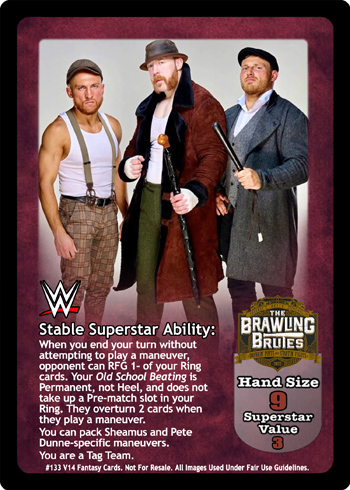 W
Stable Superstar Ability:
When you end your turn without
attempting to play a maneuver,
opponent can RFG 1- of your Ring
cards. Your Old School Beating is
Permanent, not Heel, and does not
take up a Pre-match slot in your
Ring. They overturn 2 cards when
they play a maneuver.
You can pack Sheamus and Pete
Dunne-specific maneuvers.
You are a Tag Team.
THE
BRAWLING
BRUTES
Hand Size
9
Superstar
Value
3
#133 V14 Fantasy Cards. Not For Resale. All Images Used Under Fair Use Guidelines.